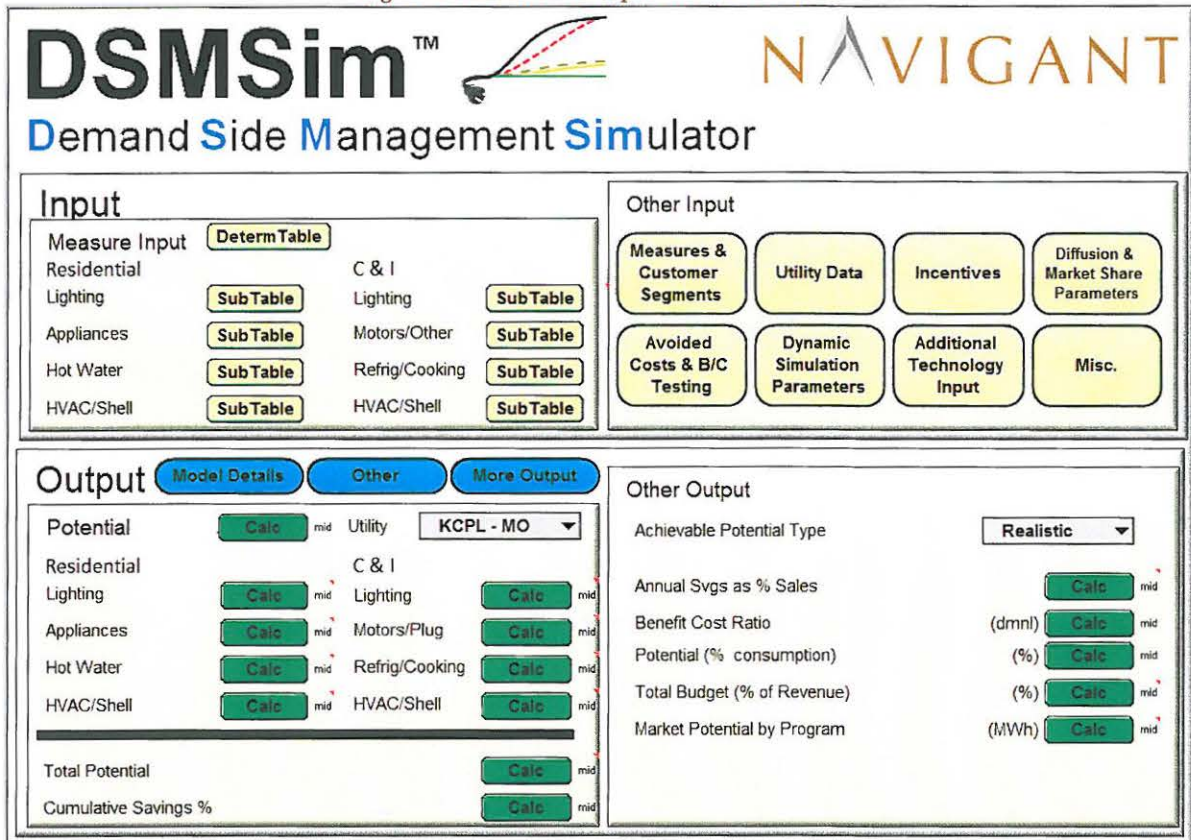 DSMSim™
NAVIGANT
Demand Side Management Simulator
Input
Measure Input DetermTable
Residential C & I
Lighting SubTable Lighting SubTable
Appliances SubTable Motors/Other SubTable
Hot Water SubTable Refrig/Cooking SubTable
HVAC/Shell SubTable HVAC/Shell SubTable
Other Input
Measures & Customer Segments
Utility Data
Incentives
Diffusion & Market Share Parameters
Avoided Costs & B/C Testing
Dynamic Simulation Parameters
Additional Technology Input
Misc.
Output Model Details Other More Output
Potential Calc mid Utility KCPL - MO
Residential C & I
Lighting Calc mid Lighting Calc mid
Appliances Calc mid Motors/Plug Calc mid
Hot Water Calc mid Refrig/Cooking Calc mid
HVAC/Shell Calc mid HVAC/Shell Calc mid
Total Potential Calc mid
Cumulative Savings % Calc mid
Other Output
Achievable Potential Type Realistic
Annual Svgs as % Sales Calc mid
Benefit Cost Ratio (dmnl) Calc mid
Potential (% consumption) (%) Calc mid
Total Budget (% of Revenue) (%) Calc mid
Market Potential by Program (MWh) Calc mid